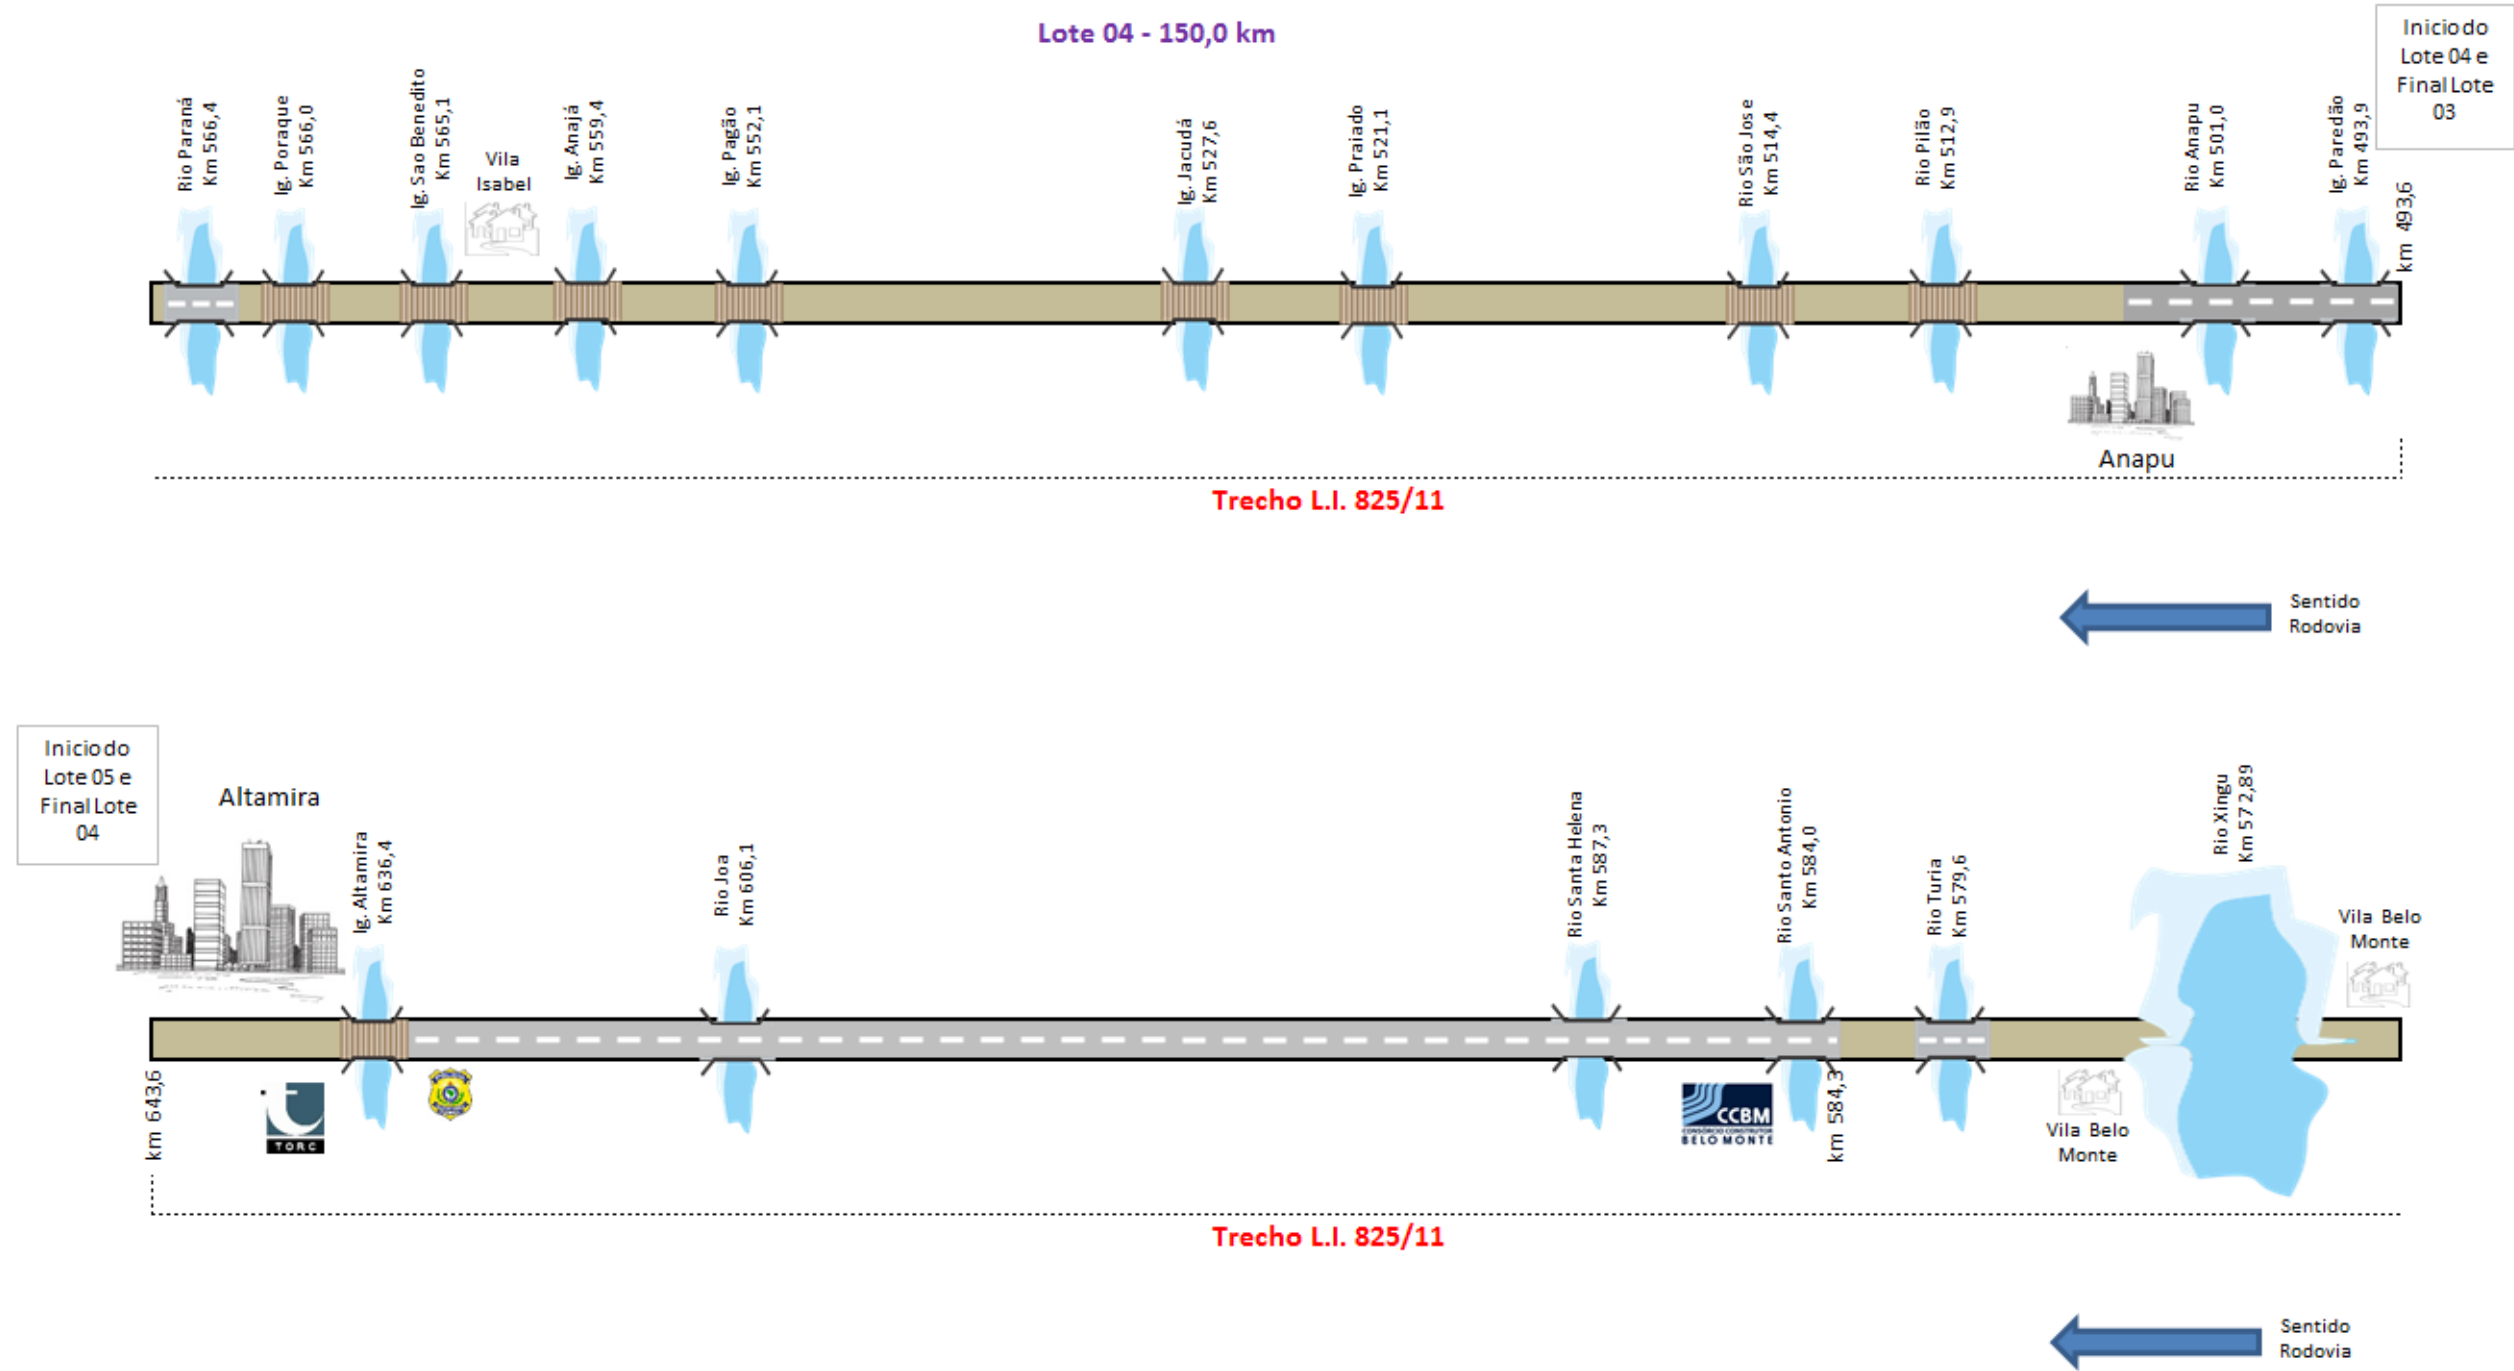 Lote 04 - 150,0 km
Inicio do
Lote 04 e
Final Lote
03
Rio Paraná
Km 566,4
Ig. Poraque
Km 566,0
Ig. Sao Benedito
Km 565,1
Vila
Isabel
Ig. Anajá
Km 559,4
Ig. Pagão
Km 552,1
Ig. Jacudá
Km 527,6
Ig. Praiado
Km 521,1
Rio São Jose
Km 514,4
Rio Pilão
Km 512,9
Rio Anapu
Km 501,0
Ig. Paredão
Km 493,9
km 493,6
Anapu
Trecho L.I. 825/11
Sentido
Rodovia
Inicio do
Lote 05 e
Final Lote
04
Altamira
Ig. Altamira
Km 636,4
Rio Joa
Km 606,1
Rio Santa Helena
Km 587,3
Rio Santo Antonio
Km 584,0
Rio Turia
Km 579,6
Rio Xingu
Km 572,89
Vila Belo
Monte
km 643,6
TORC
CCBM
CONSÓRCIO CONSTRUTOR
BELO MONTE
km 584,3
Vila Belo
Monte
Trecho L.I. 825/11
Sentido
Rodovia